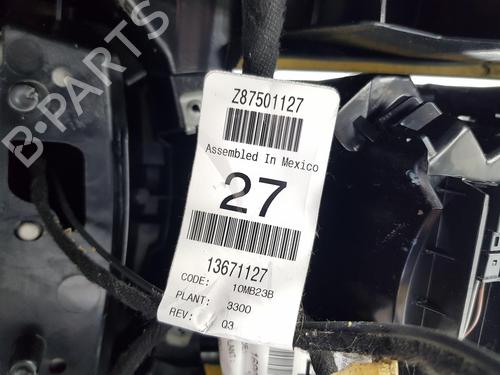 B-PARTS
Z87501127
Assembled In Mexico
27
13671127
CODE: 10MB23B
PLANT: 3300
REV: 03